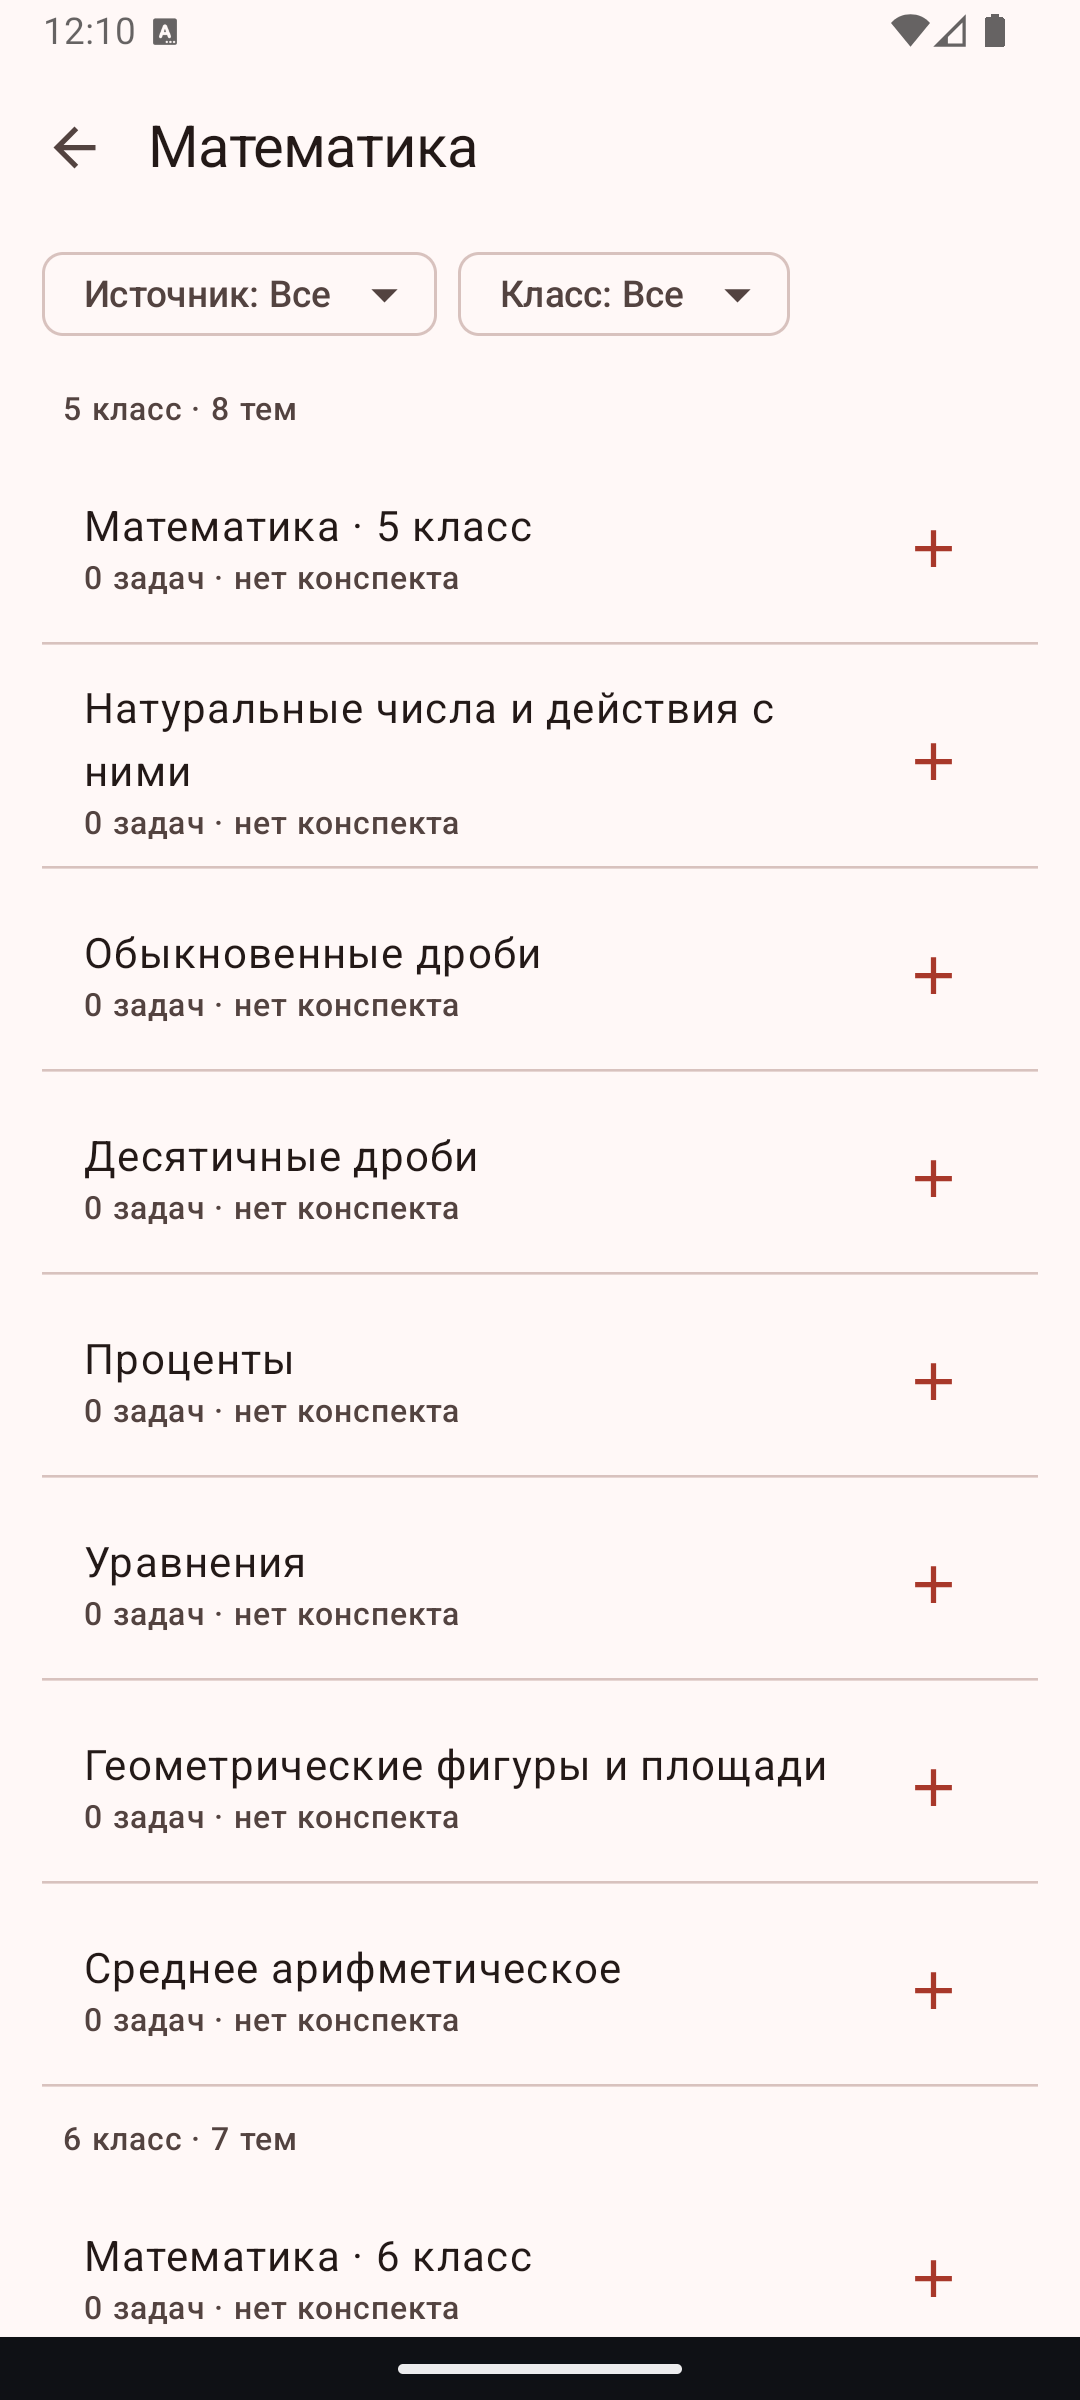 12:10
Математика
Источник: Все
Класс: Все
5 класс · 8 тем
Математика · 5 класс
0 задач · нет конспекта
Натуральные числа и действия с
ними
0 задач · нет конспекта
Обыкновенные дроби
0 задач · нет конспекта
Десятичные дроби
0 задач · нет конспекта
Проценты
0 задач · нет конспекта
Уравнения
0 задач · нет конспекта
Геометрические фигуры и площади
0 задач · нет конспекта
Среднее арифметическое
0 задач · нет конспекта
6 класс · 7 тем
Математика · 6 класс
0 задач · нет конспекта